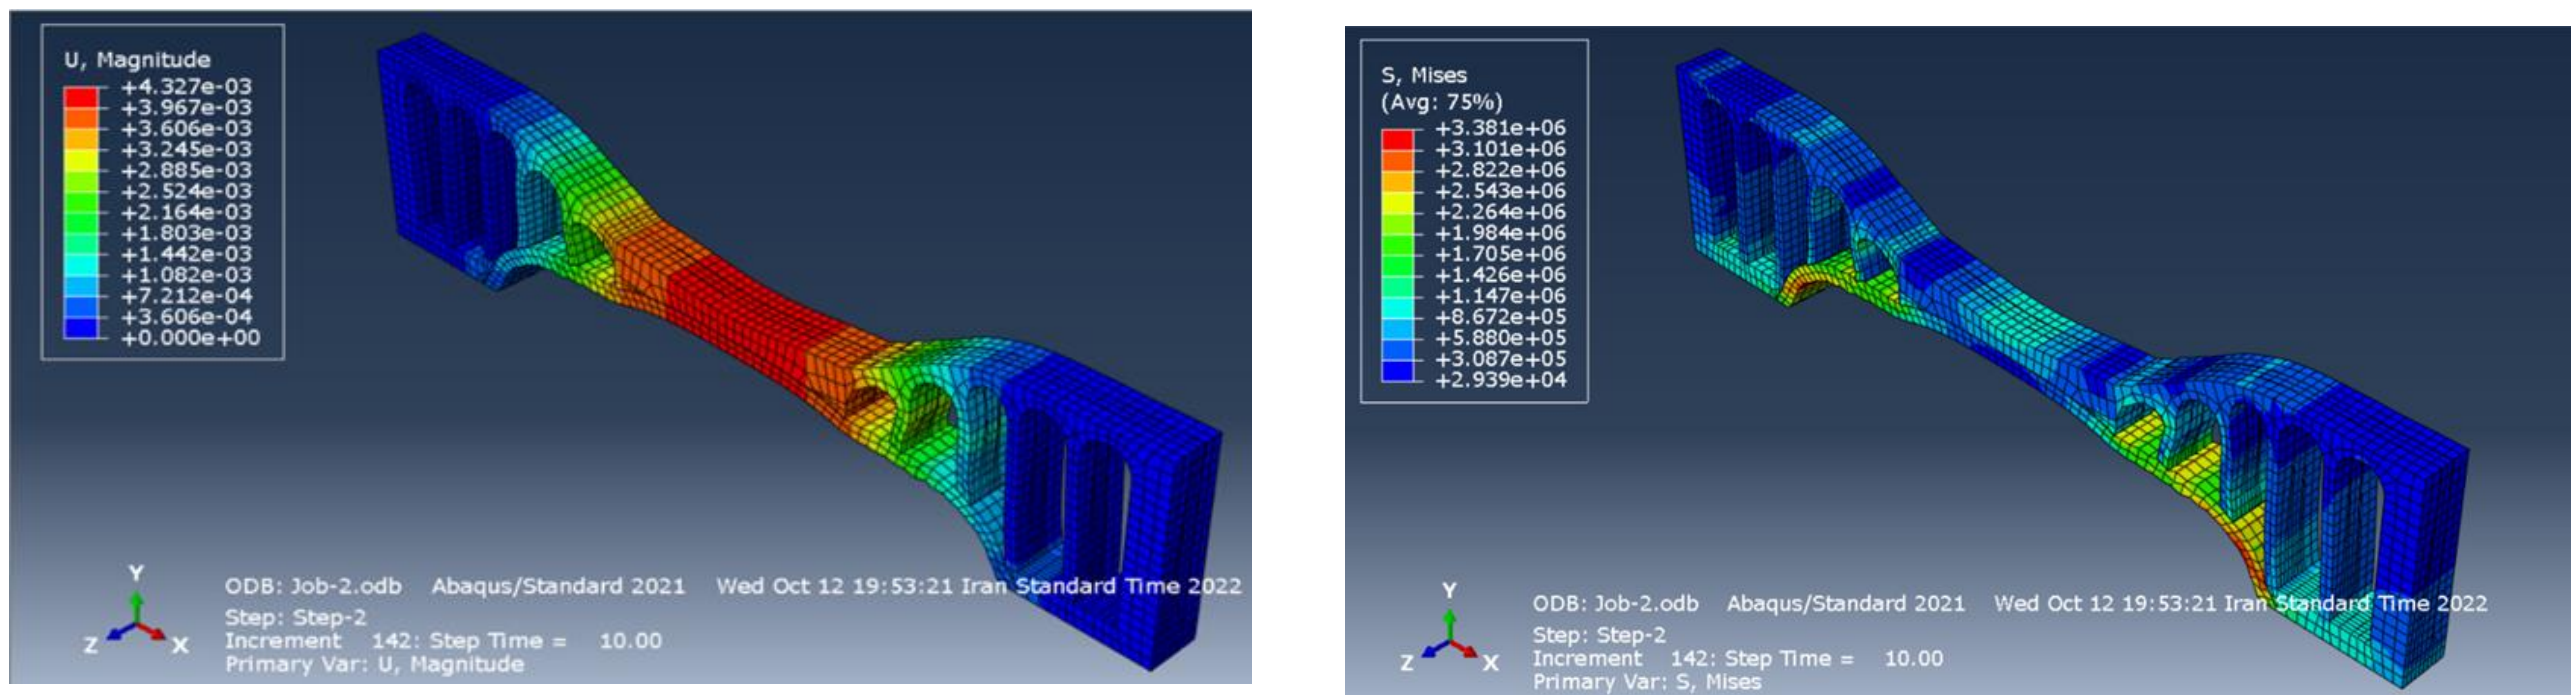 U, Magnitude
+4.327e-03
+3.967e-03
+3.606e-03
+3.245e-03
+2.885e-03
+2.524e-03
+2.164e-03
+1.803e-03
+1.442e-03
+1.082e-03
+7.212e-04
+3.606e-04
+0.000e+00
Y
Z
X
ODB: Job-2.odb Abaqus/Standard 2021 Wed Oct 12 19:53:21 Iran Standard Time 2022
Step: Step-2
Increment 142: Step Time = 10.00
Primary Var: U, Magnitude
S, Mises
(Avg: 75%)
+3.381e+06
+3.101e+06
+2.822e+06
+2.543e+06
+2.264e+06
+1.984e+06
+1.705e+06
+1.426e+06
+1.147e+06
+8.672e+05
+5.880e+05
+3.087e+05
+2.939e+04
Y
Z
X
ODB: Job-2.odb Abaqus/Standard 2021 Wed Oct 12 19:53:21 Iran Standard Time 2022
Step: Step-2
Increment 142: Step Time = 10.00
Primary Var: S, Mises